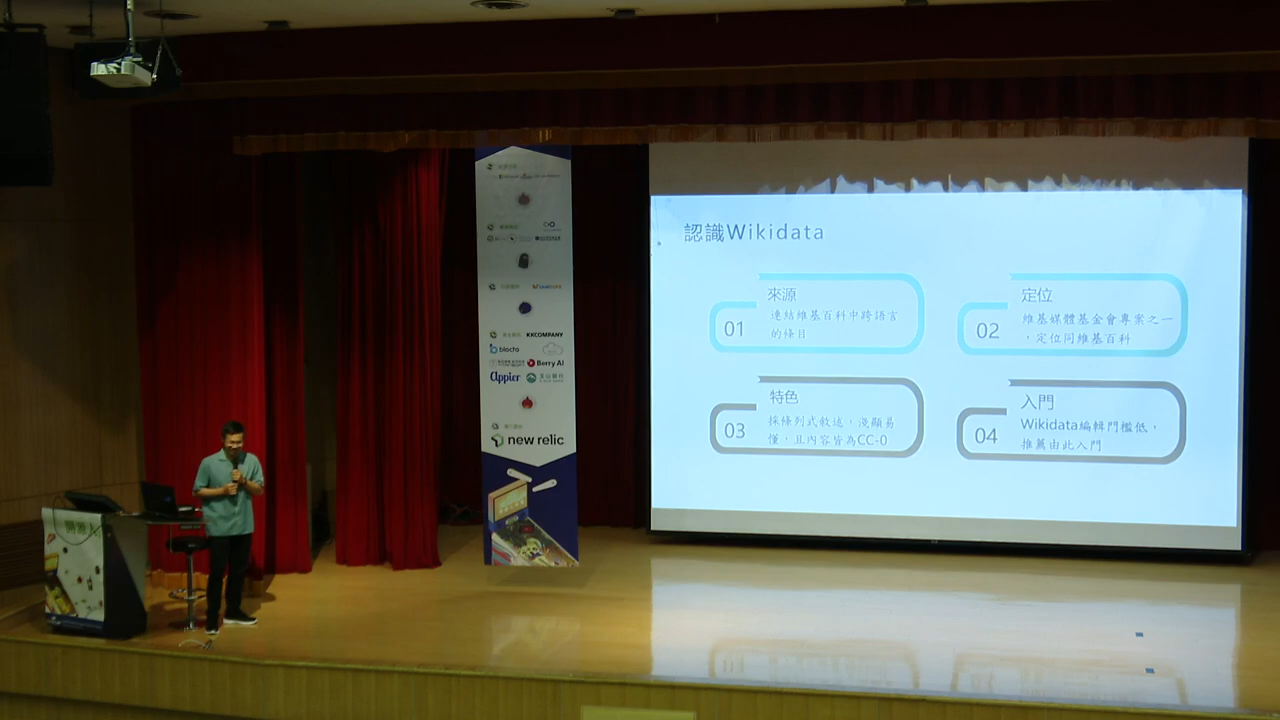 認識Wikidata
01
來源
連結維基百科中跨語言
的條目
02
定位
維基媒體基金會專案之一
，定位同維基百科
03
特色
採條列式敘述，淺顯易
懂，且內容皆為CC-0
04
入門
Wikidata編輯門檻低，
推薦由此入門
KKCOMPANY
blocto
Berry AI
Appier
玉山銀行
new relic